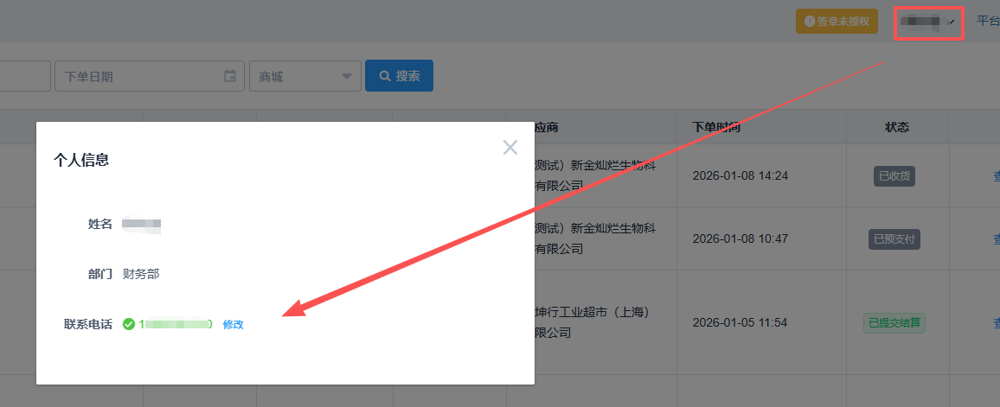 签章未授权
平台
下单日期
商城
搜索
应商
下单时间
状态
个人信息
测试）新金灿烂生物科
有限公司
2026-01-08 14:24
已收货
查
姓名
测试）新金灿烂生物科
有限公司
2026-01-08 10:47
已预支付
查
部门 财务部
坤行工业超市（上海）
限公司
2026-01-05 11:54
已提交结算
查
联系电话 1 0 修改